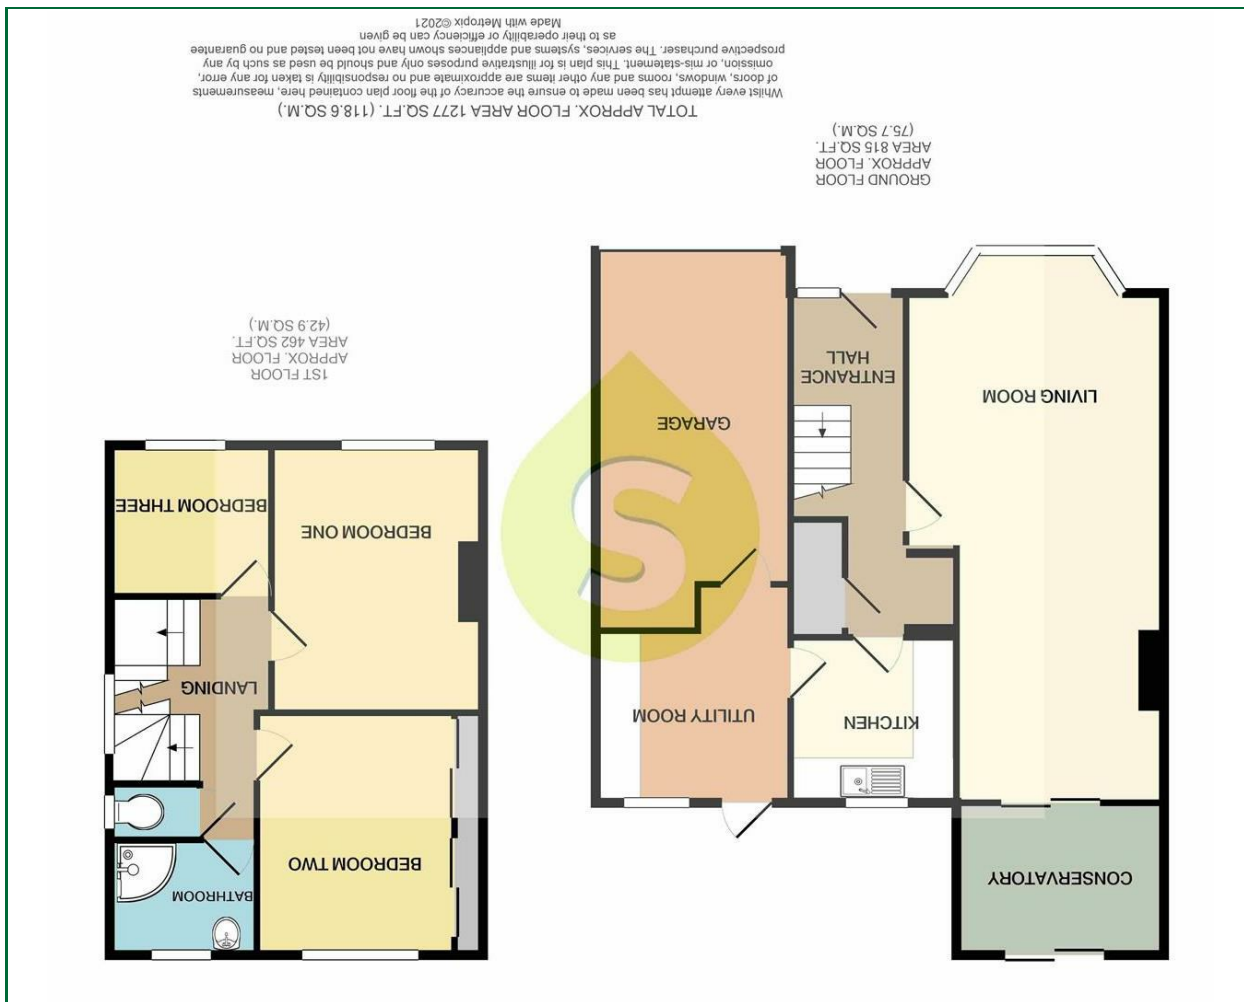 CONSERVATORY
KITCHEN
UTILITY ROOM
LIVING ROOM
GARAGE
ENTRANCE
HALL
S
GROUND FLOOR
APPROX. FLOOR
AREA 815 SQ.FT.
(75.7 SQ.M.)
BATHROOM
BEDROOM TWO
LANDING
BEDROOM ONE
BEDROOM THREE
1ST FLOOR
APPROX. FLOOR
AREA 462 SQ.FT.
(42.9 SQ.M.)
TOTAL APPROX. FLOOR AREA 1277 SQ.FT. (118.6 SQ.M.)
Whilst every attempt has been made to ensure the accuracy of the floor plan contained here, measurements
of doors, windows, rooms and any other items are approximate and no responsibility is taken for any error,
omission, or mis-statement. This plan is for illustrative purposes only and should be used as such by any
prospective purchaser. The services, systems and appliances shown have not been tested and no guarantee
as to their operability or efficiency can be given
Made with Metropix ©2021